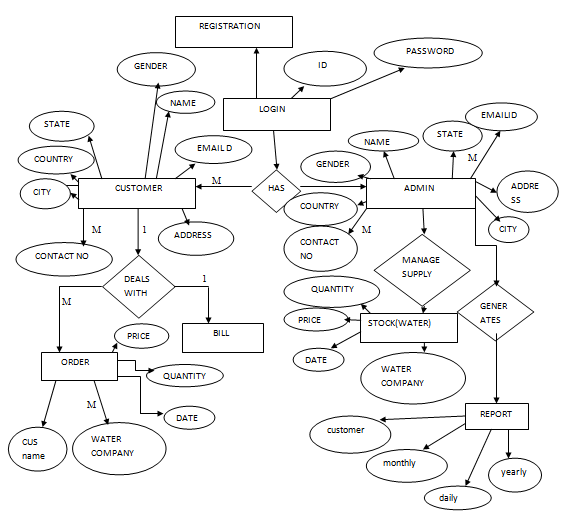 REGISTRATION
PASSWORD
GENDER
ID
NAME
LOGIN
EMAILID
STATE
STATE
NAME
EMAIL D
M
COUNTRY
GENDER
M
HAS
CUSTOMER
ADMIN
ADDRE
SS
CITY
COUNTRY
M
1
ADDRESS
M
CITY
CONTACT
NO
CONTACT NO
MANAGE
SUPPLY
DEALS
WITH
1
QUANTITY
M
GENER
ATES
PRICE
STOCK(WATER)
BILL
PRICE
DATE
ORDER
WATER
COMPANY
QUANTITY
M
DATE
REPORT
customer
CUS
name
WATER
COMPANY
monthly
yearly
daily